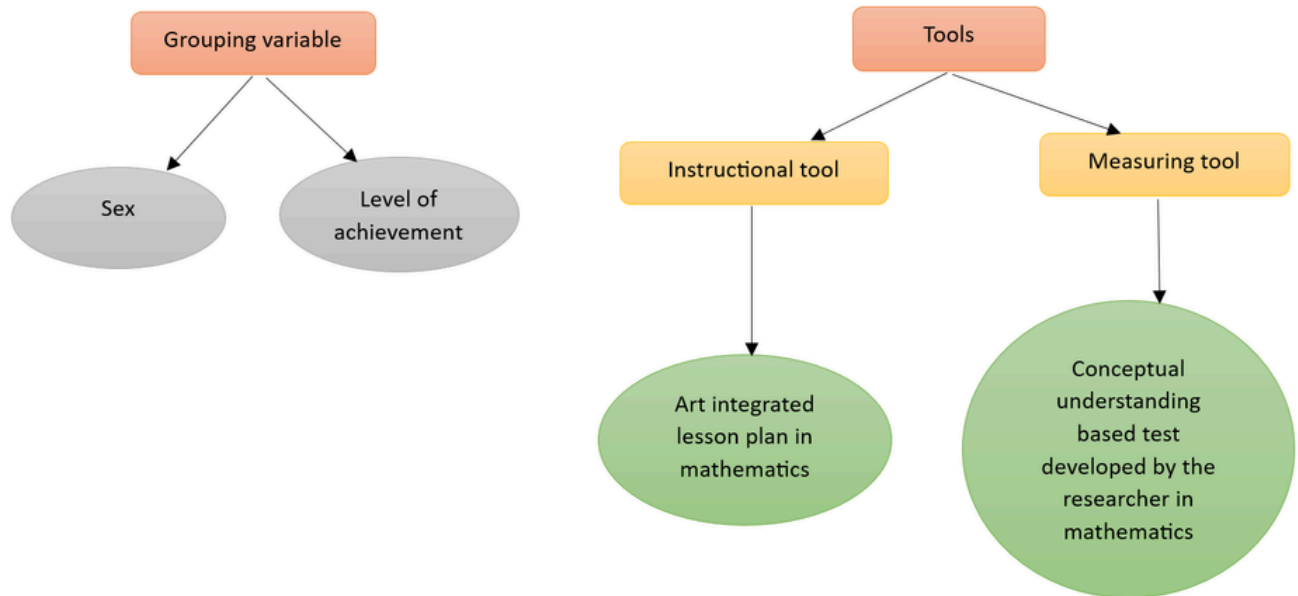 Grouping variable
Sex
Level of
achievement
Tools
Instructional tool
Measuring tool
Art integrated
lesson plan in
mathematics
Conceptual
understanding
based test
developed by the
researcher in
mathematics